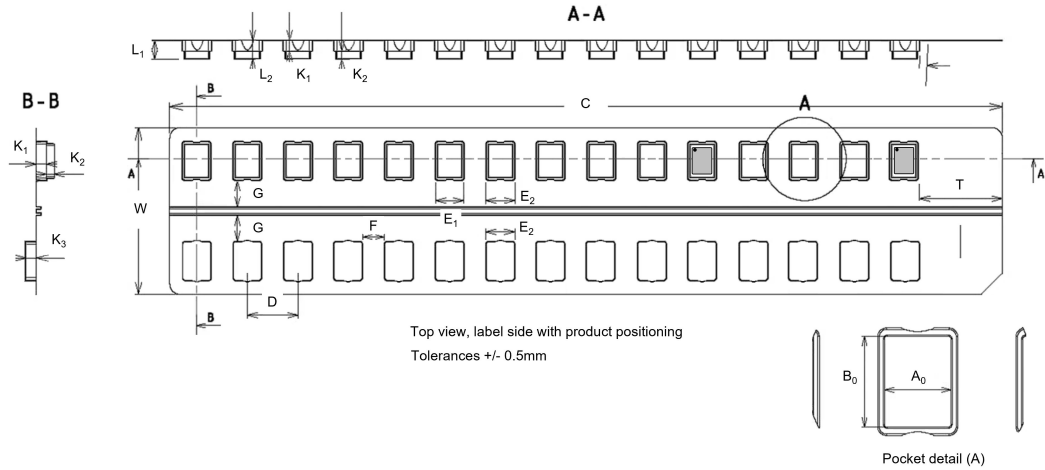 A-A
L1
L2
K1
K2
B-B
B
C
A
K1
K2
A
A
G
E1
E2
T
W
G
F
E2
K3
D
B
Top view, label side with product positioning
Tolerances +/- 0.5mm
B0
A0
Pocket detail (A)